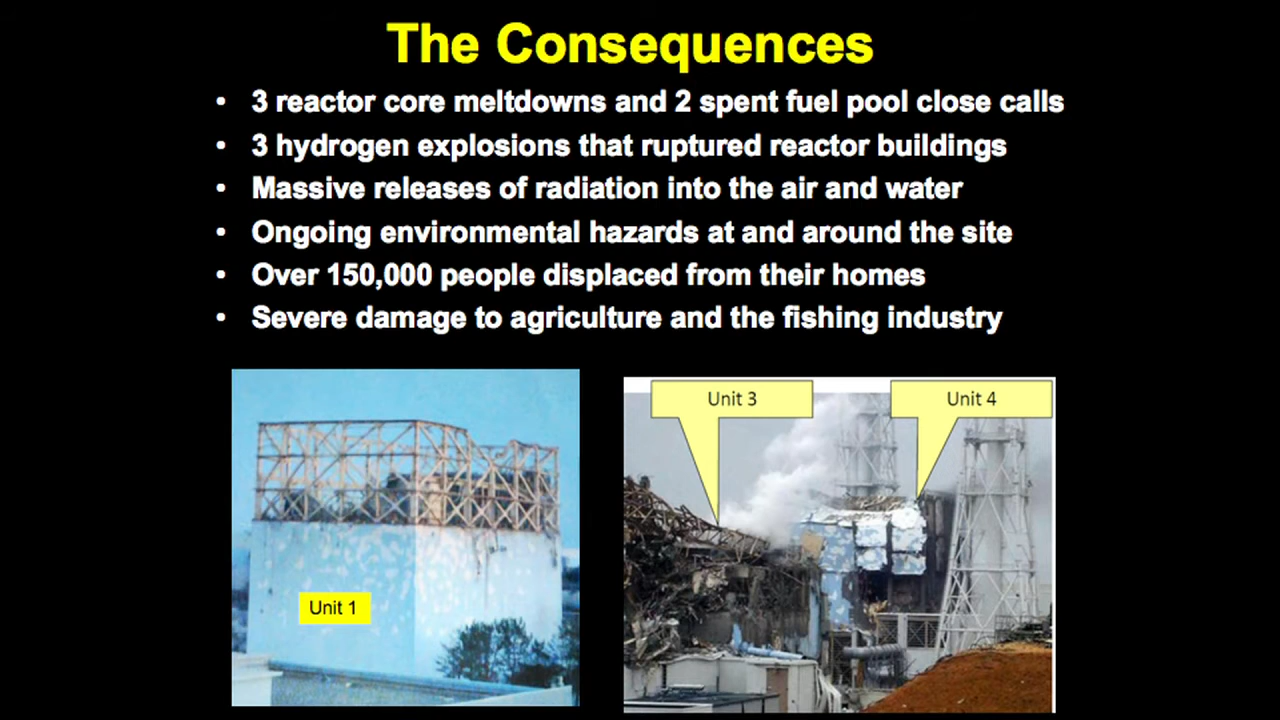 The Consequences
• 3 reactor core meltdowns and 2 spent fuel pool close calls
• 3 hydrogen explosions that ruptured reactor buildings
• Massive releases of radiation into the air and water
• Ongoing environmental hazards at and around the site
• Over 150,000 people displaced from their homes
• Severe damage to agriculture and the fishing industry
Unit 1
Unit 3
Unit 4